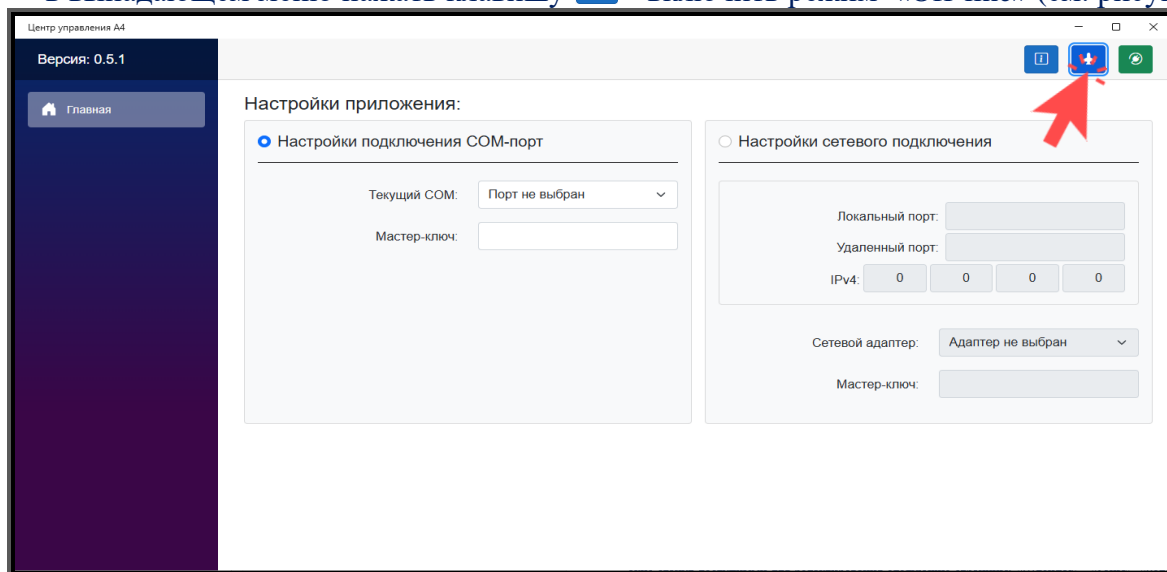 Центр управления А4
Версия: 0.5.1
Главная
Настройки приложения:
Настройки подключения COM-порт
Текущий COM: Порт не выбран
Мастер-ключ:
Настройки сетевого подключения
Локальный порт:
Удаленный порт:
IPv4: 0 0 0 0
Сетевой адаптер: Адаптер не выбран
Мастер-ключ: